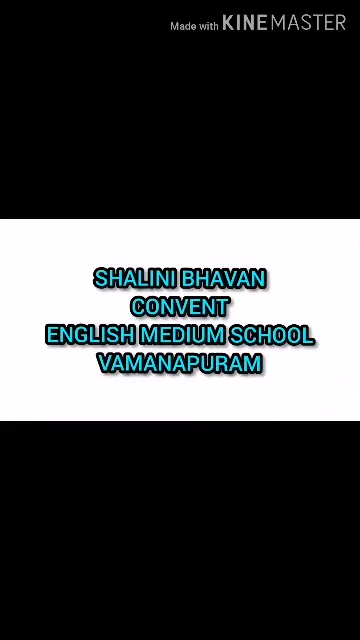 Made with KINEMASTER
SHALINI BHAVAN
CONVENT
ENGLISH MEDIUM SCHOOL
VAMANAPURAM